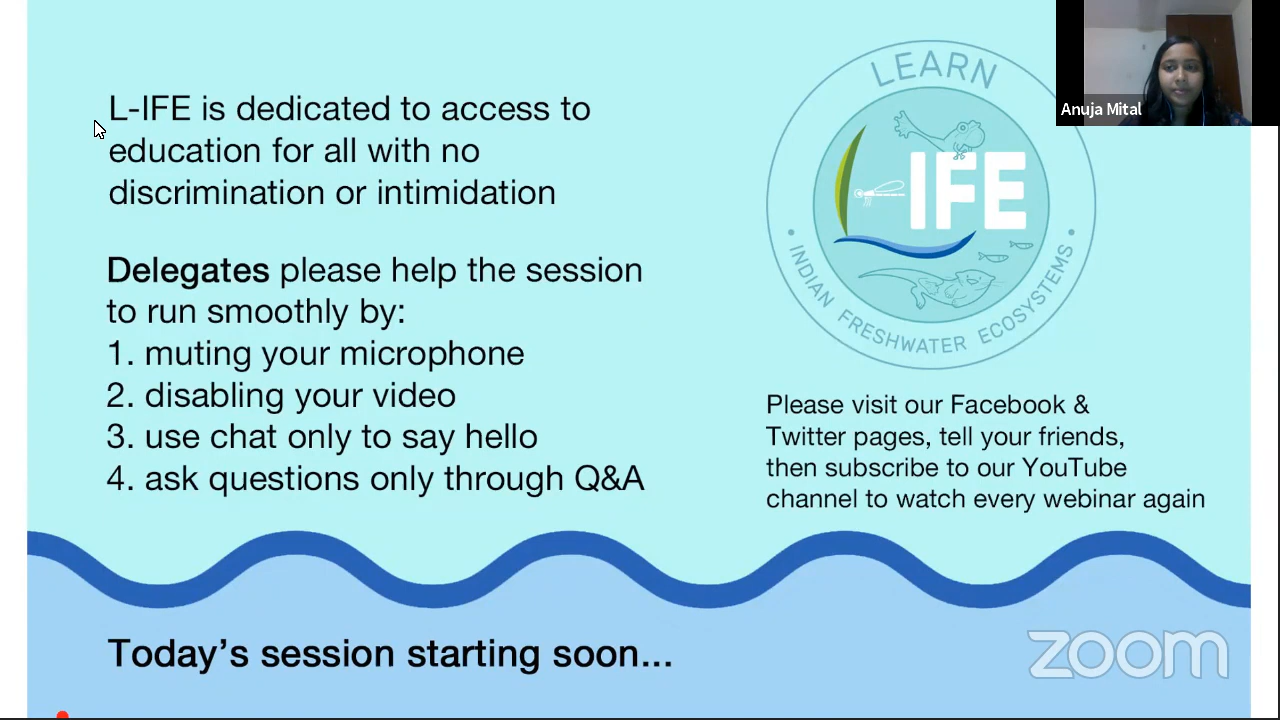 L-IFE is dedicated to access to
education for all with no
discrimination or intimidation
Delegates please help the session
to run smoothly by:
1. muting your microphone
2. disabling your video
3. use chat only to say hello
4. ask questions only through Q&A
LEARN
IFE
INDIAN FRESHWATER ECOSYSTEMS
Anuja Mital
Please visit our Facebook &
Twitter pages, tell your friends,
then subscribe to our YouTube
channel to watch every webinar again
Today’s session starting soon...
zoom